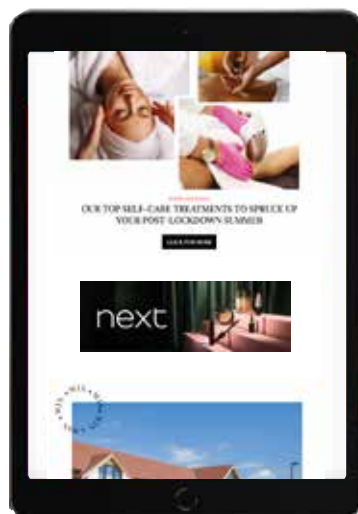 OUR TOP SELF-CARE TREATMENTS TO SPRUCE UP
YOUR POST-LOCKDOWN SUMMER
CLICK FOR MORE
next